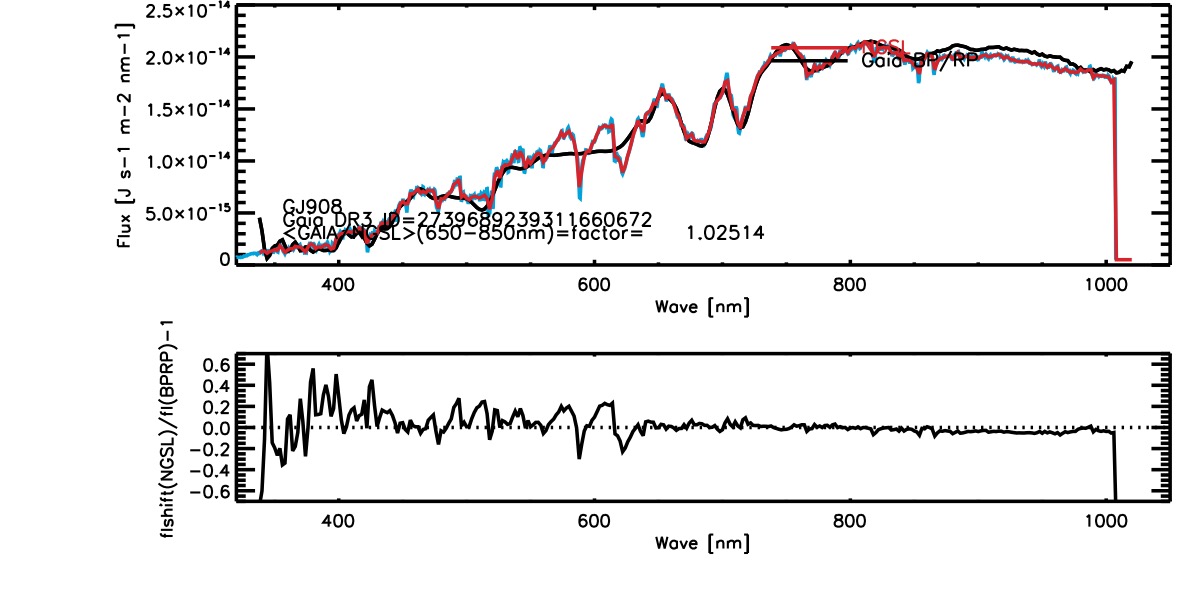 2.5×10⁻¹⁴
2.0×10⁻¹⁴
1.5×10⁻¹⁴
1.0×10⁻¹⁴
5.0×10⁻¹⁵
0
Flux [J s−1 m−2 nm−1]
NGSL
Gaia BP/RP
GJ908
Gaia DR3 ID=2739689239311660672
<GAIA/NGSL>(650−850nm)=factor= 1.02514
400 600 800 1000
Wave [nm]
0.6
0.4
0.2
0.0
−0.2
−0.4
−0.6
flshift(NGSL)/fl(BPRP)−1
400 600 800 1000
Wave [nm]